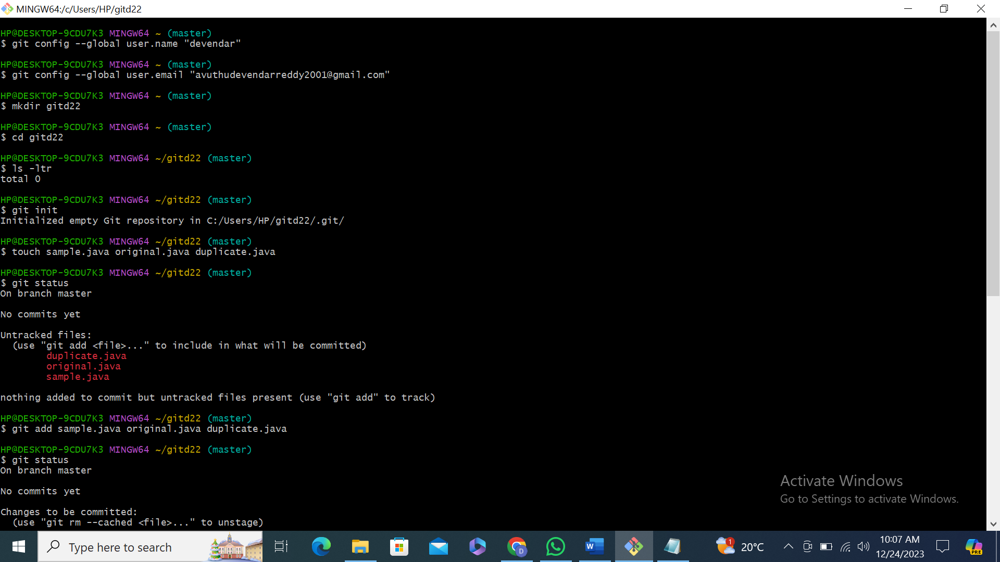 MINGW64:/c/Users/HP/gitd22
HP@DESKTOP-9CDU7K3 MINGW64 ~ (master)
$ git config --global user.name "devendar"
HP@DESKTOP-9CDU7K3 MINGW64 ~ (master)
$ git config --global user.email "avuthudevendarreddy2001@gmail.com"
HP@DESKTOP-9CDU7K3 MINGW64 ~ (master)
$ mkdir gitd22
HP@DESKTOP-9CDU7K3 MINGW64 ~ (master)
$ cd gitd22
HP@DESKTOP-9CDU7K3 MINGW64 ~/gitd22 (master)
$ ls -ltr
total 0
HP@DESKTOP-9CDU7K3 MINGW64 ~/gitd22 (master)
$ git init
Initialized empty Git repository in C:/Users/HP/gitd22/.git/
HP@DESKTOP-9CDU7K3 MINGW64 ~/gitd22 (master)
$ touch sample.java original.java duplicate.java
HP@DESKTOP-9CDU7K3 MINGW64 ~/gitd22 (master)
$ git status
On branch master
No commits yet
Untracked files:
  (use "git add <file>..." to include in what will be committed)
        duplicate.java
        original.java
        sample.java
nothing added to commit but untracked files present (use "git add" to track)
HP@DESKTOP-9CDU7K3 MINGW64 ~/gitd22 (master)
$ git add sample.java original.java duplicate.java
HP@DESKTOP-9CDU7K3 MINGW64 ~/gitd22 (master)
$ git status
On branch master
No commits yet
Changes to be committed:
  (use "git rm --cached <file>..." to unstage)
Activate Windows
Go to Settings to activate Windows.
Type here to search
D
W
1
20°C
10:07 AM
12/24/2023
PRE